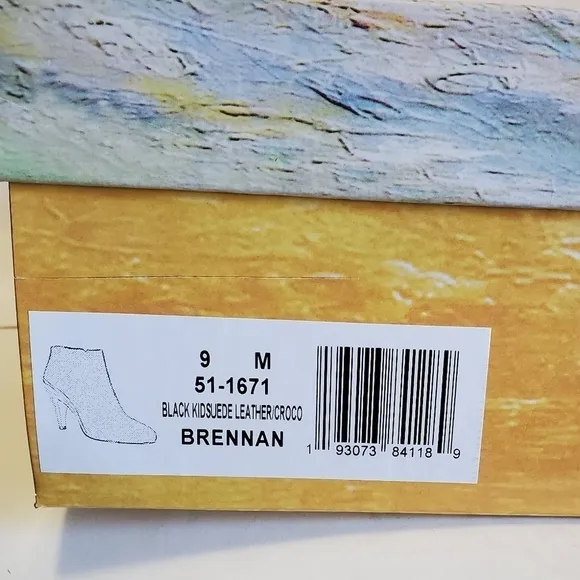 9 M
51-1671
BLACK KIDSUEDE LEATHER/CROCO
BRENNAN
1 93073 84118 9